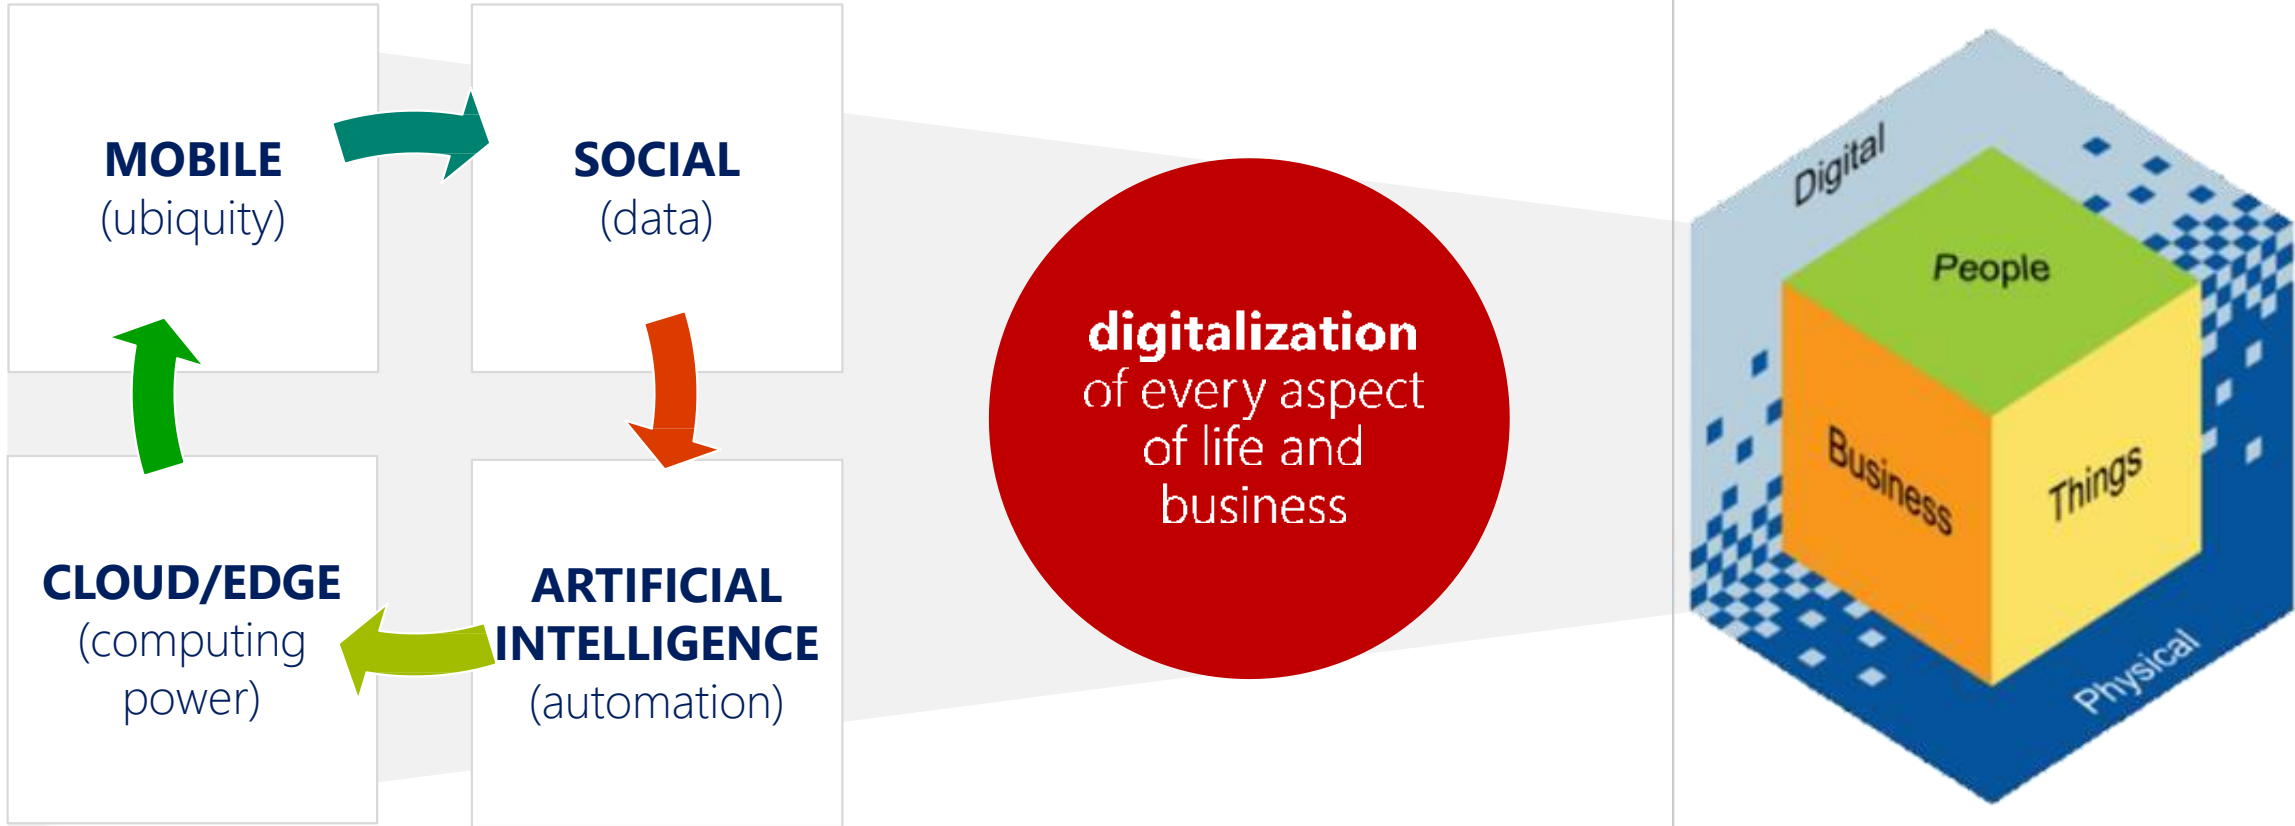 MOBILE
(ubiquity)
SOCIAL
(data)
CLOUD/EDGE
(computing
power)
ARTIFICIAL
INTELLIGENCE
(automation)
digitalization
of every aspect
of life and
business
Digital
People
Business
Things
Physical